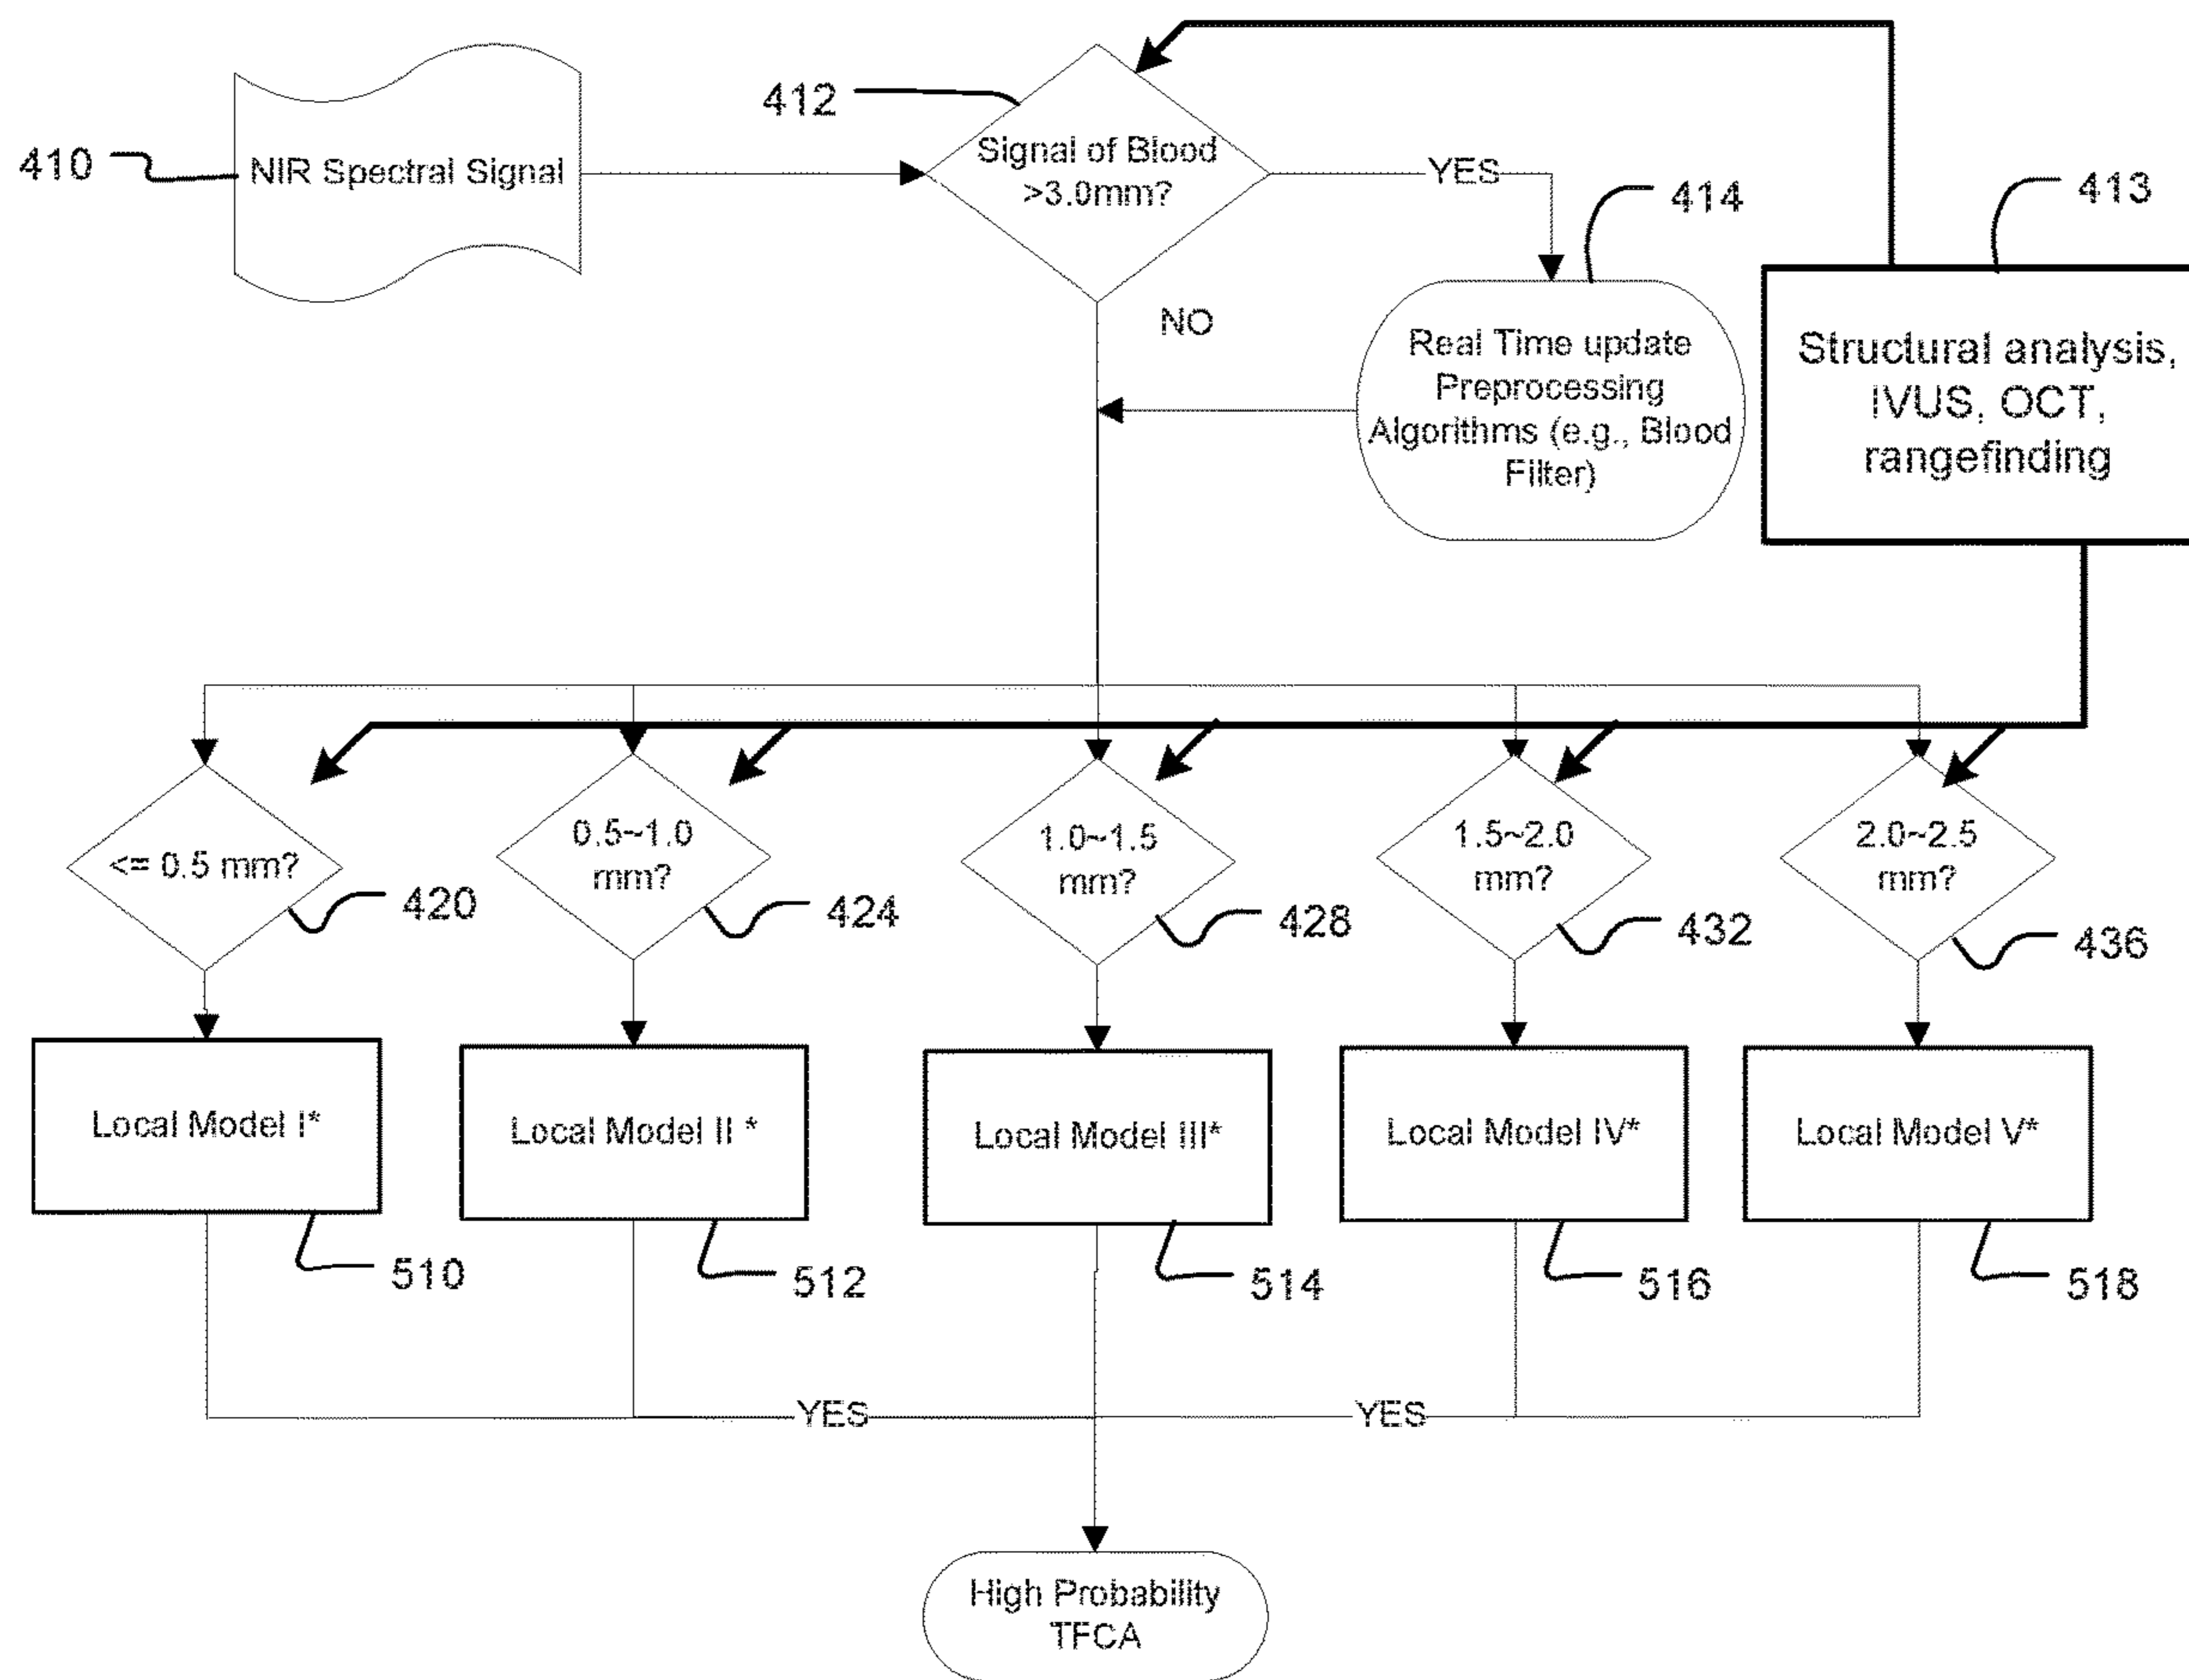 412
410
NIR Spectral Signal
Signal of Blood
>3.0mm?
YES
414
413
NO
Real Time update
Preprocessing
Algorithms (e.g., Blood
Filter)
Structural analysis,
IVUS, OCT,
rangefinding
<= 0.5 mm?
420
0.5~1.0
mm?
424
1.0~1.5
mm?
428
1.5~2.0
mm?
432
2.0~2.5
mm?
436
Local Model I*
Local Model II *
Local Model III*
Local Model IV*
Local Model V*
510
512
514
516
518
YES
YES
High Probability
TFCA